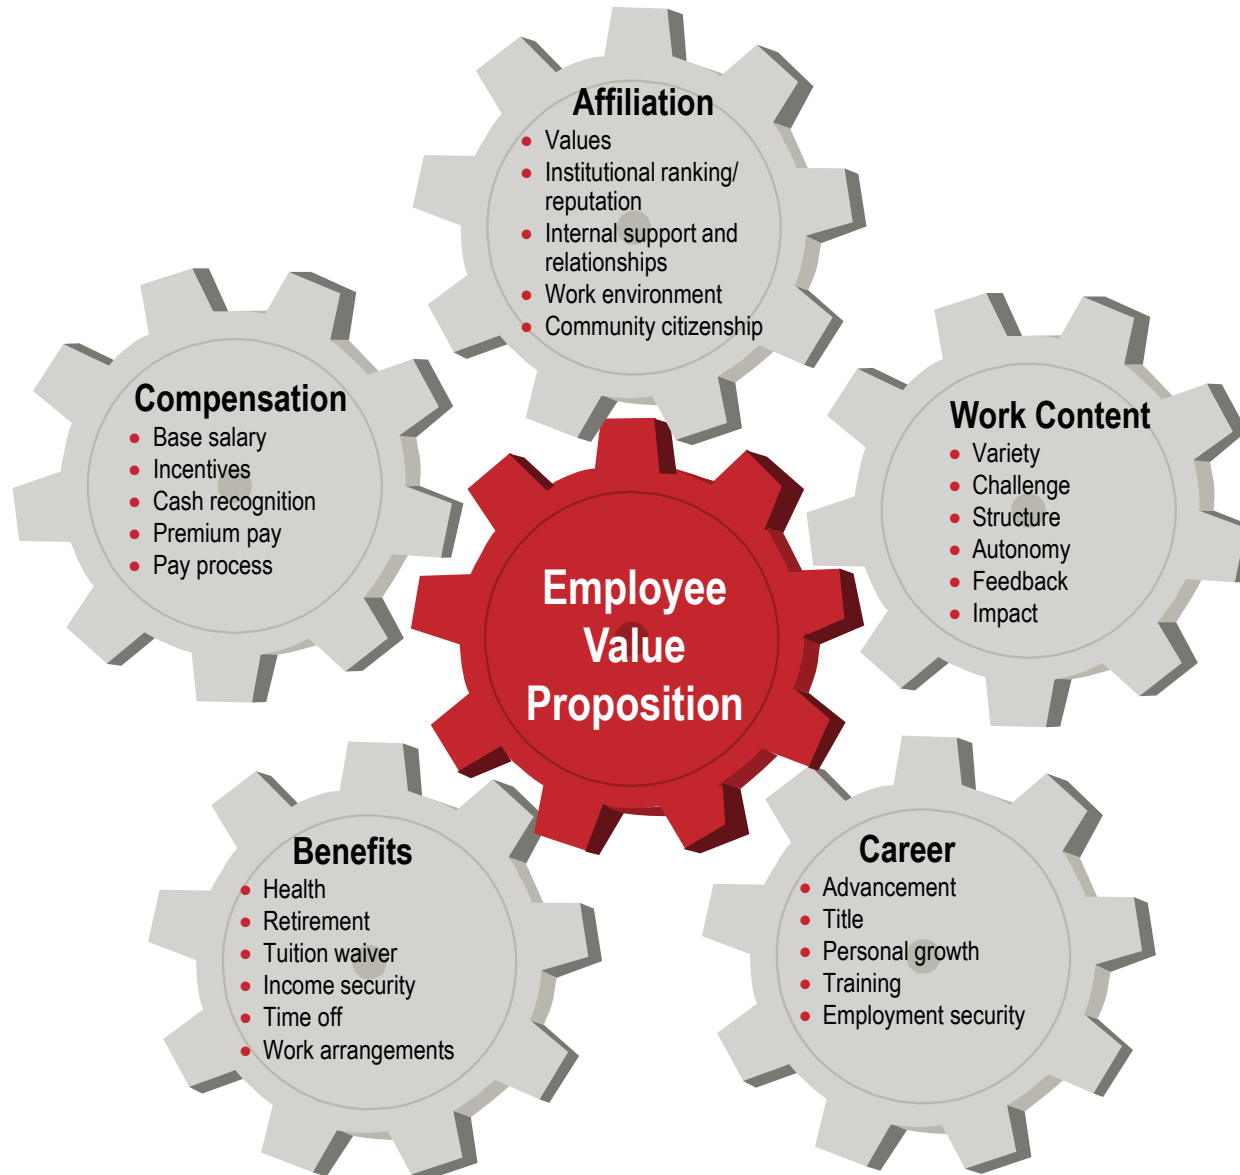 Affiliation
Values
Institutional ranking/
reputation
Internal support and
relationships
Work environment
Community citizenship
Compensation
Base salary
Incentives
Cash recognition
Premium pay
Pay process
Work Content
Variety
Challenge
Structure
Autonomy
Feedback
Impact
Employee
Value
Proposition
Benefits
Health
Retirement
Tuition waiver
Income security
Time off
Work arrangements
Career
Advancement
Title
Personal growth
Training
Employment security